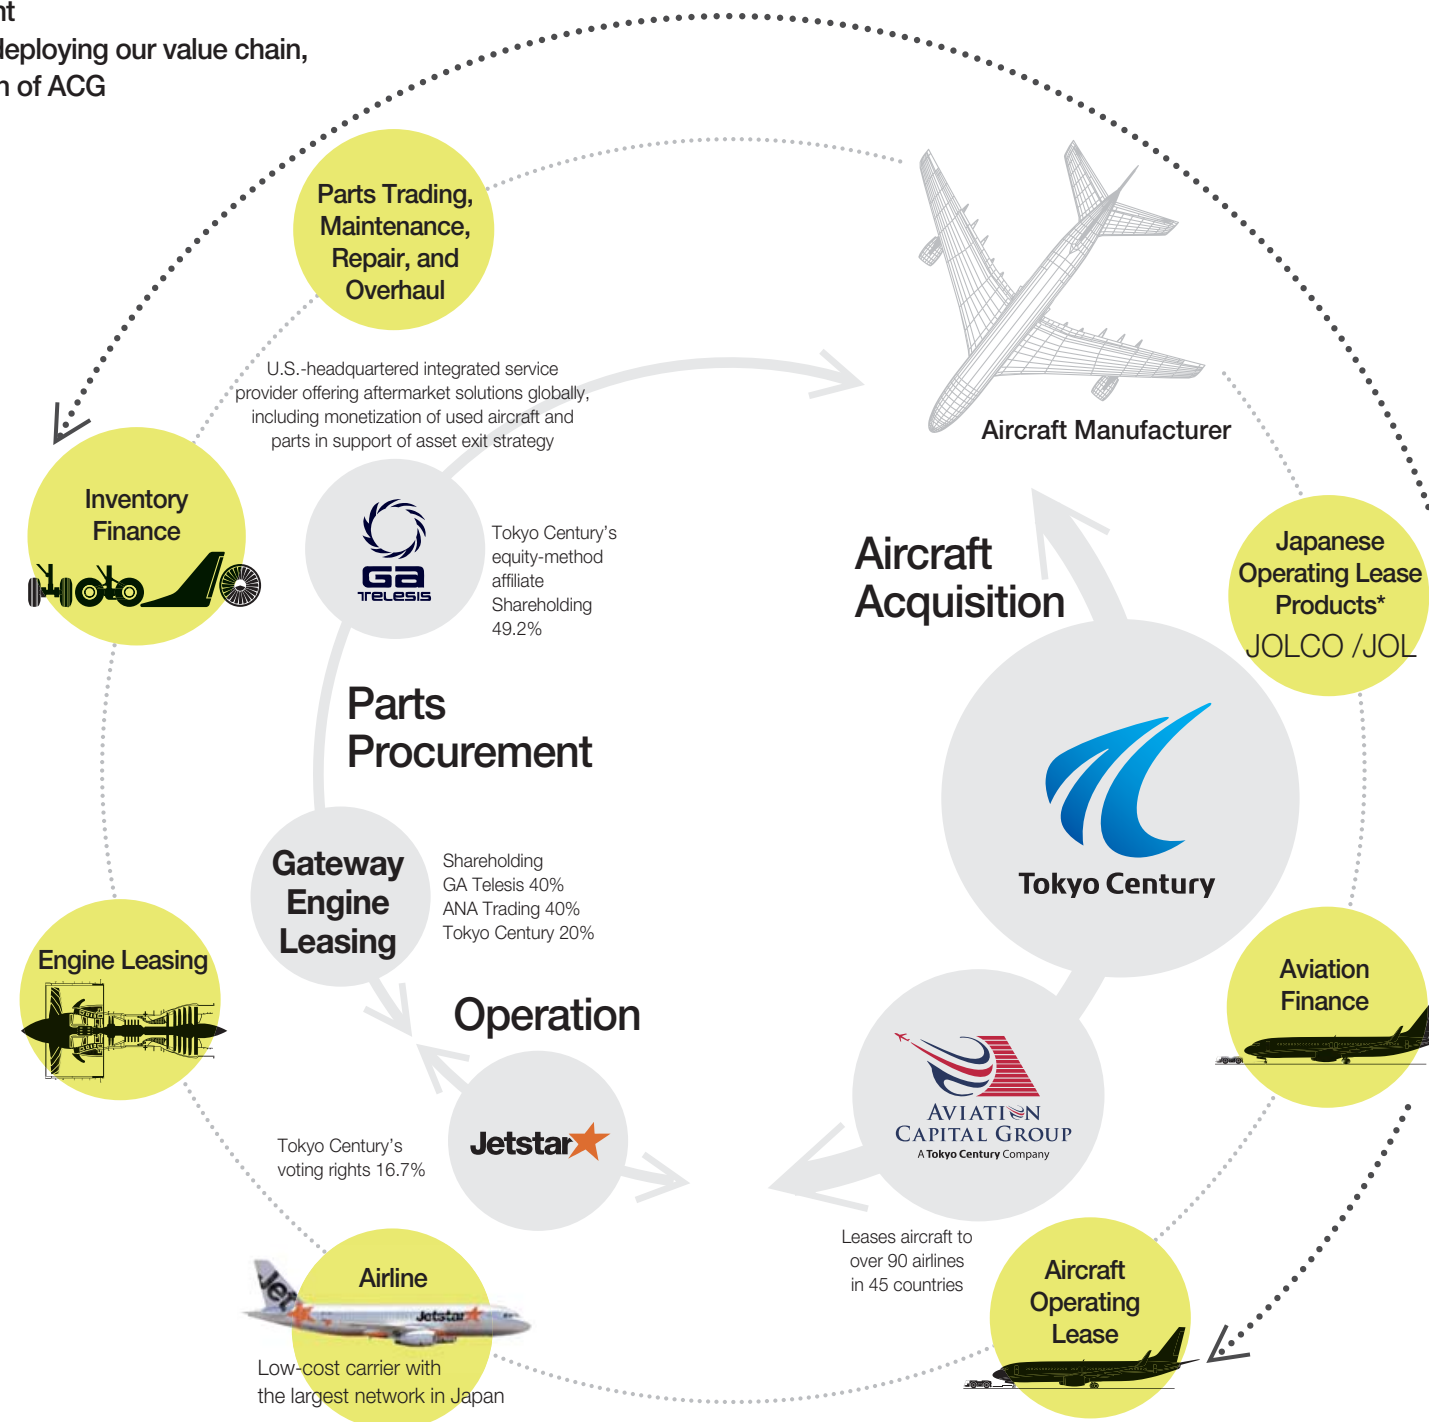 nt
deploying our value chain,
n of ACG
Parts Trading,
Maintenance,
Repair, and
Overhaul
U.S.-headquartered integrated service
provider offering aftermarket solutions globally,
including monetization of used aircraft and
parts in support of asset exit strategy
Aircraft Manufacturer
Inventory
Finance
GA
TELESIS
Tokyo Century's
equity-method
affiliate
Shareholding
49.2%
Aircraft
Acquisition
Japanese
Operating Lease
Products*
JOLCO /JOL
Parts
Procurement
Tokyo Century
Gateway
Engine
Leasing
Shareholding
GA Telesis 40%
ANA Trading 40%
Tokyo Century 20%
Engine Leasing
Operation
Aviation
Finance
AVIATION
CAPITAL GROUP
A Tokyo Century Company
Jetstar
Tokyo Century's
voting rights 16.7%
Leases aircraft to
over 90 airlines
in 45 countries
Airline
Jet
Jetstar
Low-cost carrier with
the largest network in Japan
Aircraft
Operating
Lease